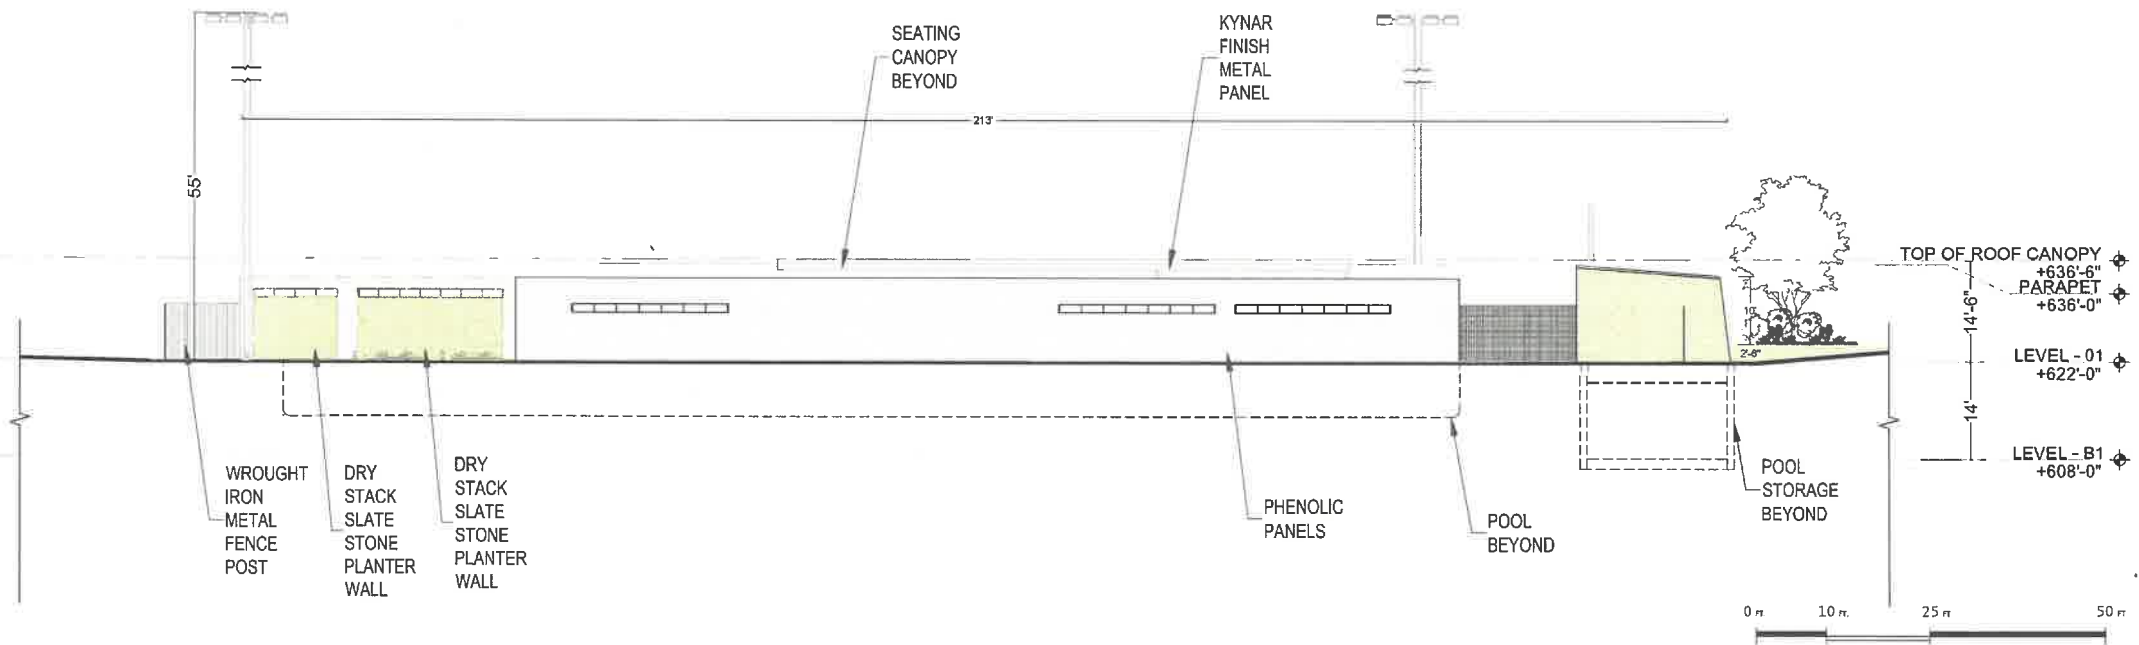 SEATING
CANOPY
BEYOND
KYNAR
FINISH
METAL
PANEL
213'
55'
TOP OF ROOF CANOPY
+636'-6"
PARAPET
+636'-0"
14'-6"
10'
2'-6"
LEVEL - 01
+622'-0"
14'
LEVEL - B1
+608'-0"
WROUGHT
IRON
METAL
FENCE
POST
DRY
STACK
SLATE
STONE
PLANTER
WALL
DRY
STACK
SLATE
STONE
PLANTER
WALL
PHENOLIC
PANELS
POOL
BEYOND
POOL
STORAGE
BEYOND
0 FT. 10 FT. 25 FT 50 FT